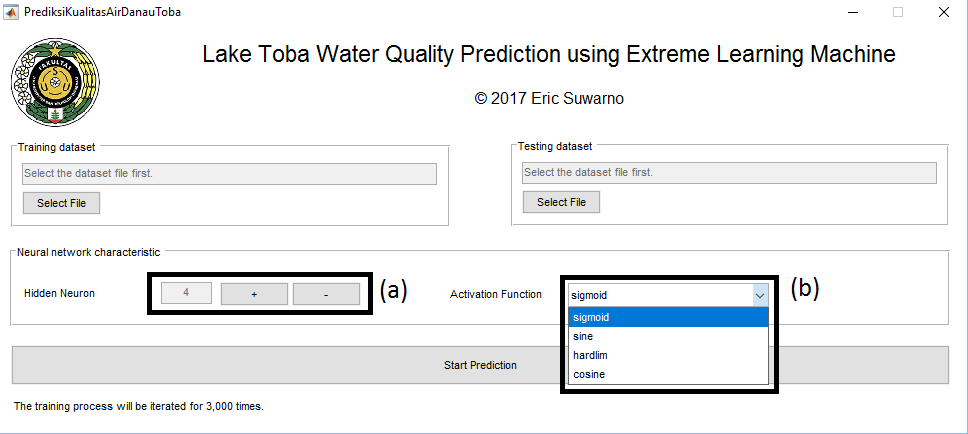 PrediksiKualitasAirDanauToba
Lake Toba Water Quality Prediction using Extreme Learning Machine
© 2017 Eric Suwarno
FAKULTAS
Training dataset
Select the dataset file first.
Select File
Testing dataset
Select the dataset file first.
Select File
Neural network characteristic
Hidden Neuron
4
+
-
(a)
Activation Function
sigmoid
(b)
sigmoid
sine
hardlim
cosine
Start Prediction
The training process will be iterated for 3,000 times.